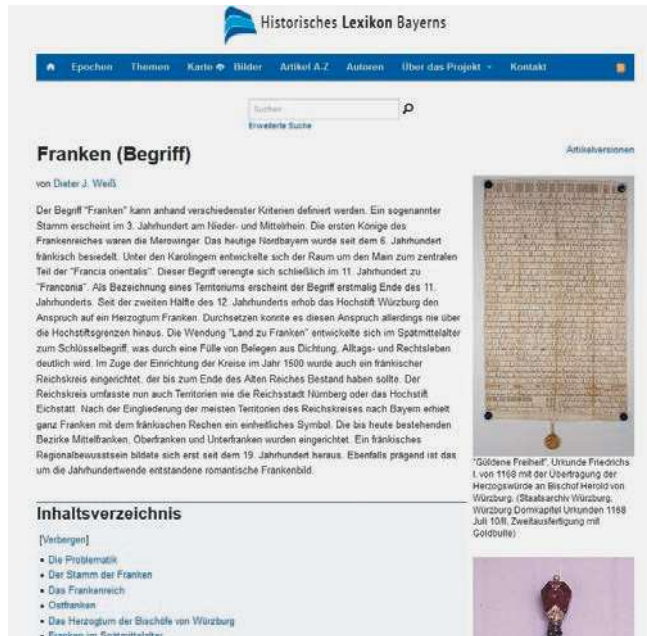 Historisches Lexikon Bayerns
Epochen Themen Karte Bilder Artikel A-Z Autoren Über das Projekt Kontakt
Suchen
Erweiterte Suche
Franken (Begriff)
Artikelversionen
von Dieter J. Weiß
Der Begriff "Franken" kann anhand verschiedenster Kriterien definiert werden. Ein sogenannter
Stamm erscheint im 3. Jahrhundert am Nieder- und Mittelrhein. Die ersten Könige des
Frankenreiches waren die Merowinger. Das heutige Nordbayern wurde seit dem 6. Jahrhundert
fränkisch besiedelt. Unter den Karolingern entwickelte sich der Raum um den Main zum zentralen
Teil der "Francia orientalis". Dieser Begriff verengte sich schließlich im 11. Jahrhundert zu
"Franconia". Als Bezeichnung eines Territoriums erscheint der Begriff erstmalig Ende des 11.
Jahrhunderts. Seit der zweiten Hälfte des 12. Jahrhunderts erhob das Hochstift Würzburg den
Anspruch auf ein Herzogtum Franken. Durchsetzen konnte es diesen Anspruch allerdings nie über
die Hochstiftsgrenzen hinaus. Die Wendung "Land zu Franken" entwickelte sich im Spätmittelalter
zum Schlüsselbegriff, was durch eine Fülle von Belegen aus Dichtung, Alltags- und Rechtsleben
deutlich wird. Im Zuge der Einrichtung der Kreise im Jahr 1500 wurde auch ein fränkischer
Reichskreis eingerichtet, der bis zum Ende des Alten Reiches Bestand haben sollte. Der
Reichskreis umfasste nun auch Territorien wie die Reichsstadt Nürnberg oder das Hochstift
Eichstätt. Nach der Eingliederung der meisten Territorien des Reichskreises nach Bayern erhielt
ganz Franken mit dem fränkischen Rechen ein einheitliches Symbol. Die bis heute bestehenden
Bezirke Mittelfranken, Oberfranken und Unterfranken wurden eingerichtet. Ein fränkisches
Regionalbewusstsein bildete sich erst seit dem 19. Jahrhundert heraus. Ebenfalls prägend ist das
um die Jahrhundertwende entstandene romantische Frankenbild.
"Güldene Freiheit", Urkunde Friedrichs
I. von 1168 mit der Übertragung der
Herzogswürde an Bischof Herold von
Würzburg. (Staatsarchiv Würzburg,
Würzburg Domkapitel Urkunden 1168
Juli 10/II, Zweitausfertigung mit
Goldbulle)
Inhaltsverzeichnis
[Verbergen]
• Die Problematik
• Der Stamm der Franken
• Das Frankenreich
• Ostfranken
• Das Herzogtum der Bischöfe von Würzburg
• Franken im Spätmittelalter